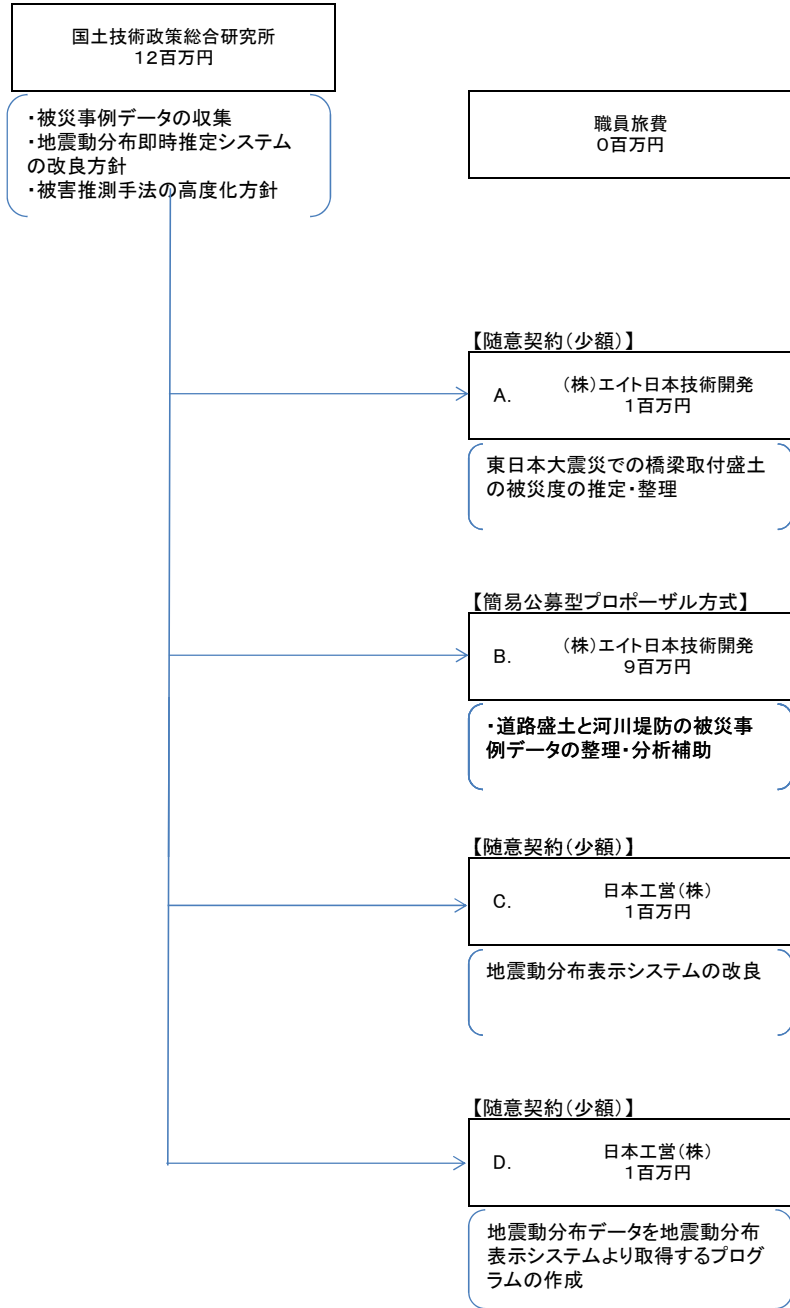 国土技術政策総合研究所
12百万円
・被災事例データの収集
・地震動分布即時推定システム
の改良方針
・被害推測手法の高度化方針
職員旅費
0百万円
【随意契約(少額)】
A. (株)エイト日本技術開発
1百万円
東日本大震災での橋梁取付盛土
の被災度の推定・整理
【簡易公募型プロポーザル方式】
B. (株)エイト日本技術開発
9百万円
・道路盛土と河川堤防の被災事
例データの整理・分析補助
【随意契約(少額)】
C. 日本工営(株)
1百万円
地震動分布表示システムの改良
【随意契約(少額)】
D. 日本工営(株)
1百万円
地震動分布データを地震動分布
表示システムより取得するプログ
ラムの作成